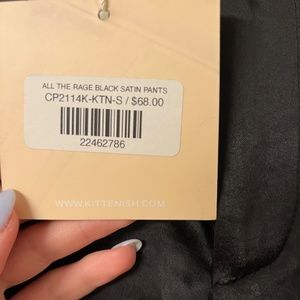 ALL THE RAGE BLACK SATIN PANTS
CP2114K-KTN-S / $68.00
22462786
WWW.KITTENISH.COM